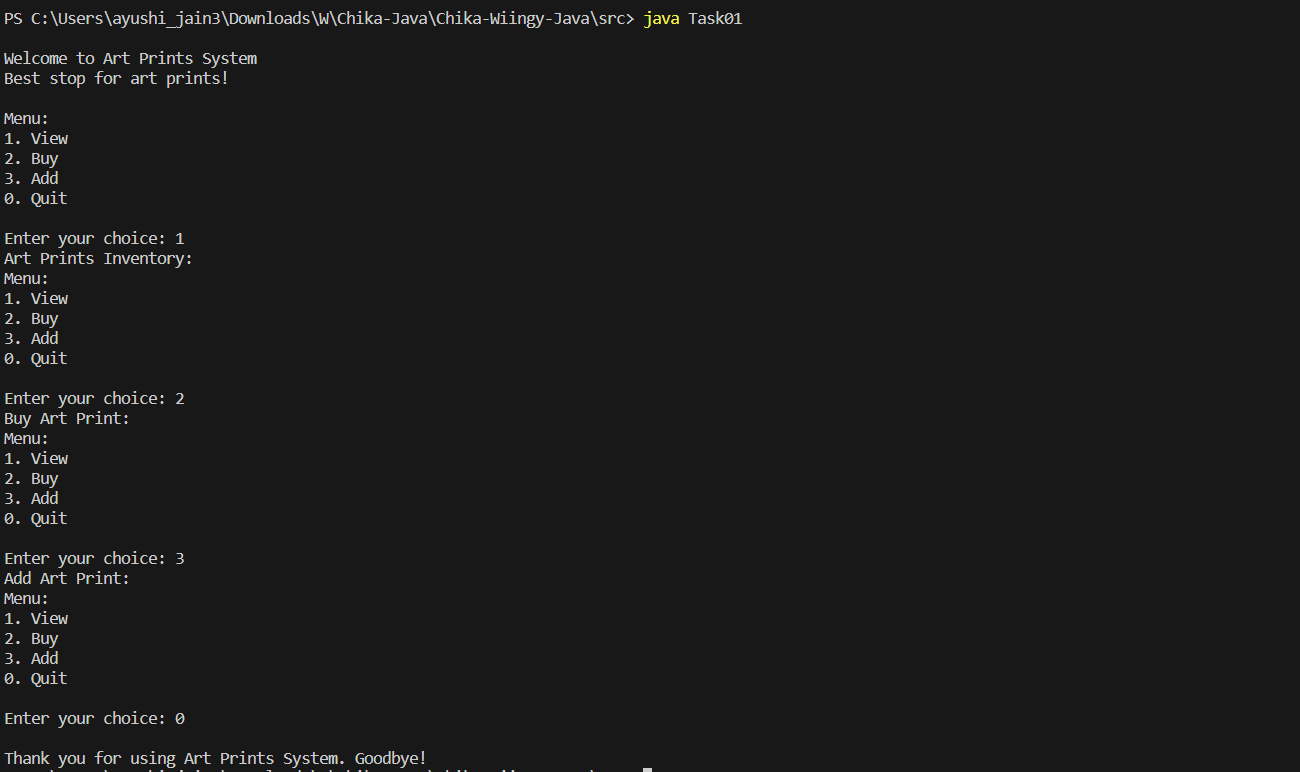 PS C:\Users\ayushi_jain3\Downloads\W\Chika-Java\Chika-Wiingy-Java\src> java Task01
Welcome to Art Prints System
Best stop for art prints!
Menu:
1. View
2. Buy
3. Add
0. Quit
Enter your choice: 1
Art Prints Inventory:
Menu:
1. View
2. Buy
3. Add
0. Quit
Enter your choice: 2
Buy Art Print:
Menu:
1. View
2. Buy
3. Add
0. Quit
Enter your choice: 3
Add Art Print:
Menu:
1. View
2. Buy
3. Add
0. Quit
Enter your choice: 0
Thank you for using Art Prints System. Goodbye!